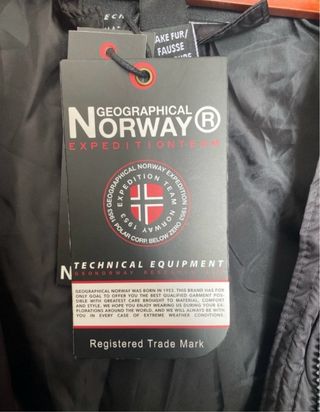 AKE FUR/
FAUSSE
GEOGRAPHICAL
NORWAY®
EXPEDITIONTEAM
GEOGRAPHICAL NORWAY EXPEDITION
EXPEDITION TEAM
NORWAY 1953
POLAR CORP. BELOW ZERO
TECHNICAL EQUIPMENT
GEOGRAPHICAL NORWAY WAS BORN IN 1953. THIS BRAND HAS FOR
ONLY GOAL TO OFFER YOU THE BEST QUALIFIED GARMENT POS-
SIBLE WITH GREATEST CARE BROUGHT TO MATERIAL, COMFORT
AND STYLE. WE HOPE YOU ENJOY WEARING IT DURING YOUR EX-
PLORATIONS AROUND THE WORLD, AND WE WILL ALWAYS BE WITH
YOU IN EVERY CASE OF EXTREME WEATHER CONDITIONS.
Registered Trade Mark